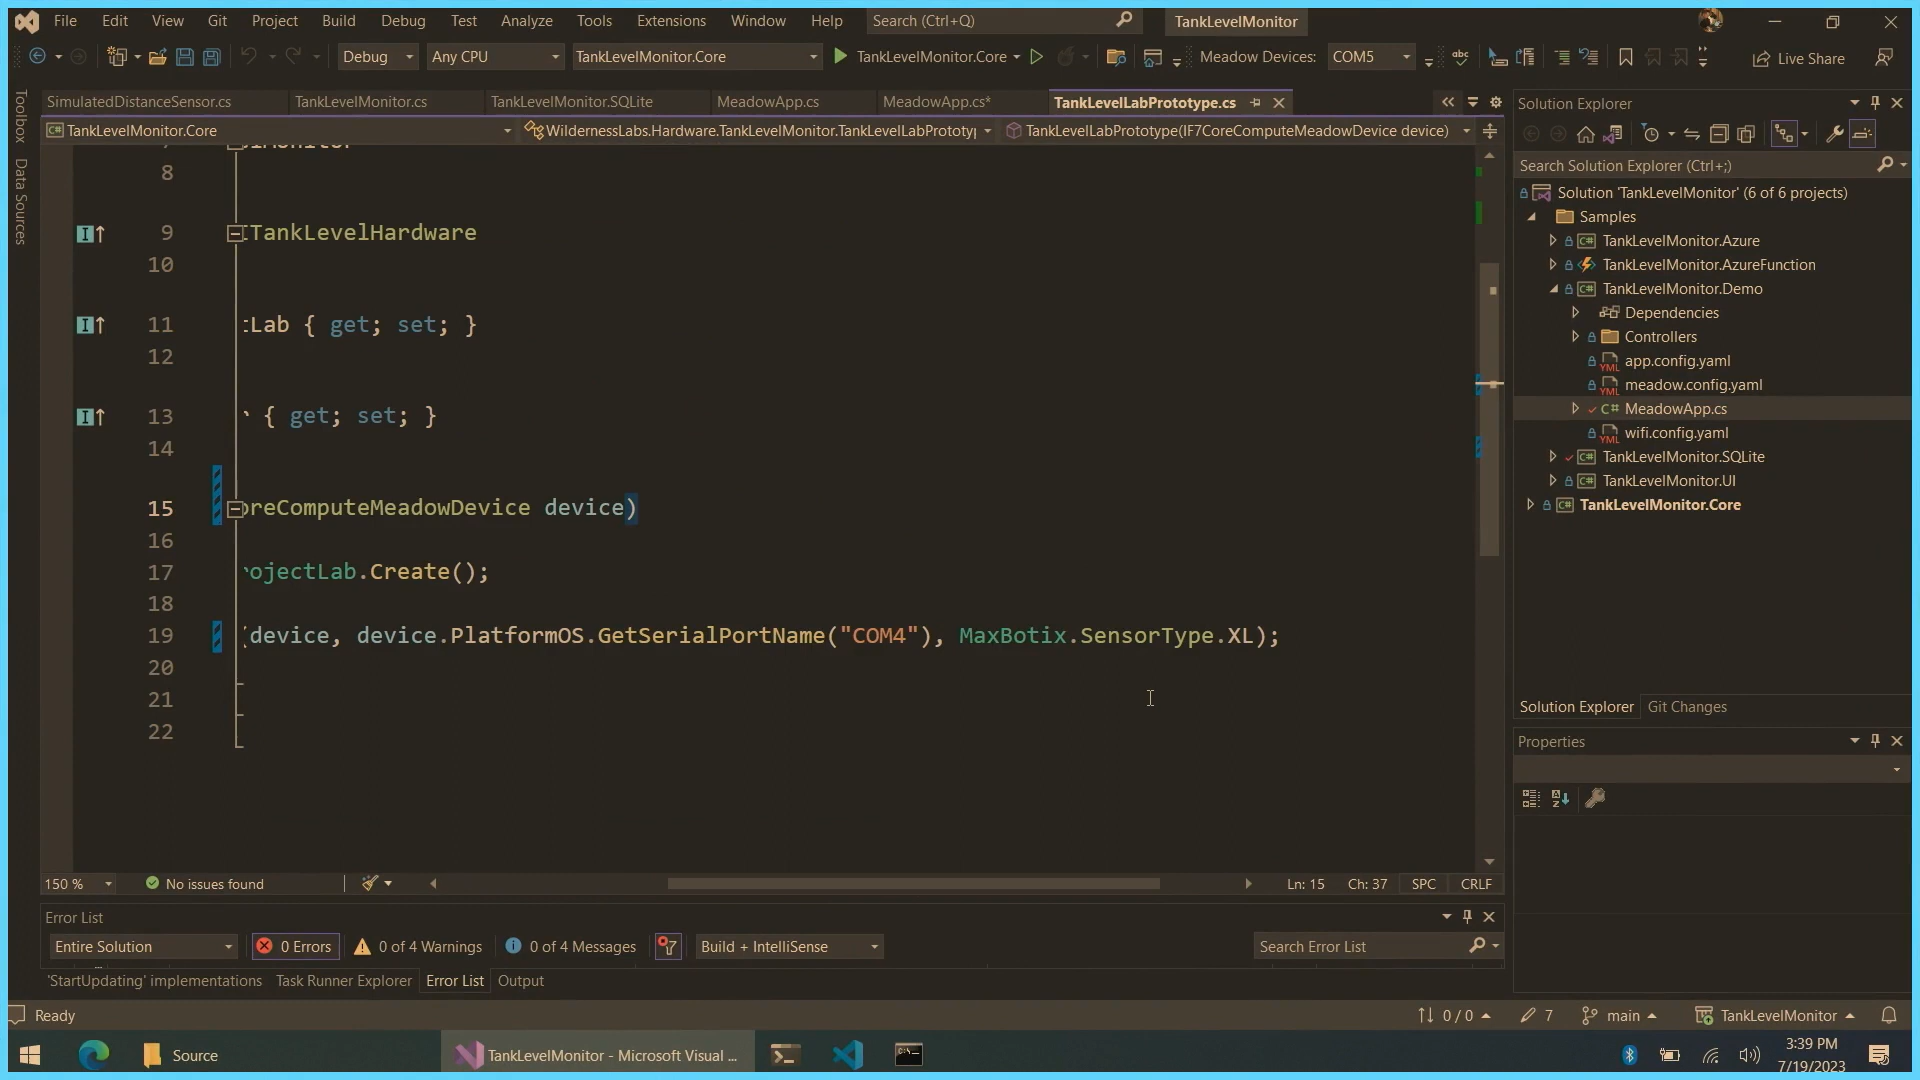 File Edit View Git Project Build Debug Test Analyze Tools Extensions Window Help Search (Ctrl+Q) TankLevelMonitor
Debug Any CPU TankLevelMonitor.Core TankLevelMonitor.Core Meadow Devices: COM5 abc Live Share
Toolbox
Data Sources
SimulatedDistanceSensor.cs TankLevelMonitor.cs TankLevelMonitor.SQLite MeadowApp.cs MeadowApp.cs* TankLevelLabPrototype.cs
TankLevelMonitor.Core WildernessLabs.Hardware.TankLevelMonitor.TankLevelLabPrototyp TankLevelLabPrototype(IF7CoreComputeMeadowDevice device)
8
9 ITankLevelHardware
10
11 tLab { get; set; }
12
13 r { get; set; }
14
15 oreComputeMeadowDevice device)
16
17 rojectLab.Create();
18
19 (device, device.PlatformOS.GetSerialPortName("COM4"), MaxBotix.SensorType.XL);
20
21
22
150 % No issues found Ln: 15 Ch: 37 SPC CRLF
Error List
Entire Solution 0 Errors 0 of 4 Warnings 0 of 4 Messages Build + IntelliSense Search Error List
'StartUpdating' implementations Task Runner Explorer Error List Output
Solution Explorer
Search Solution Explorer (Ctrl+;)
Solution 'TankLevelMonitor' (6 of 6 projects)
Samples
TankLevelMonitor.Azure
TankLevelMonitor.AzureFunction
TankLevelMonitor.Demo
Dependencies
Controllers
app.config.yaml
meadow.config.yaml
MeadowApp.cs
wifi.config.yaml
TankLevelMonitor.SQLite
TankLevelMonitor.UI
TankLevelMonitor.Core
Solution Explorer Git Changes
Properties
Ready 0 / 0 7 main TankLevelMonitor
Source TankLevelMonitor - Microsoft Visual ... 3:39 PM
7/19/2023